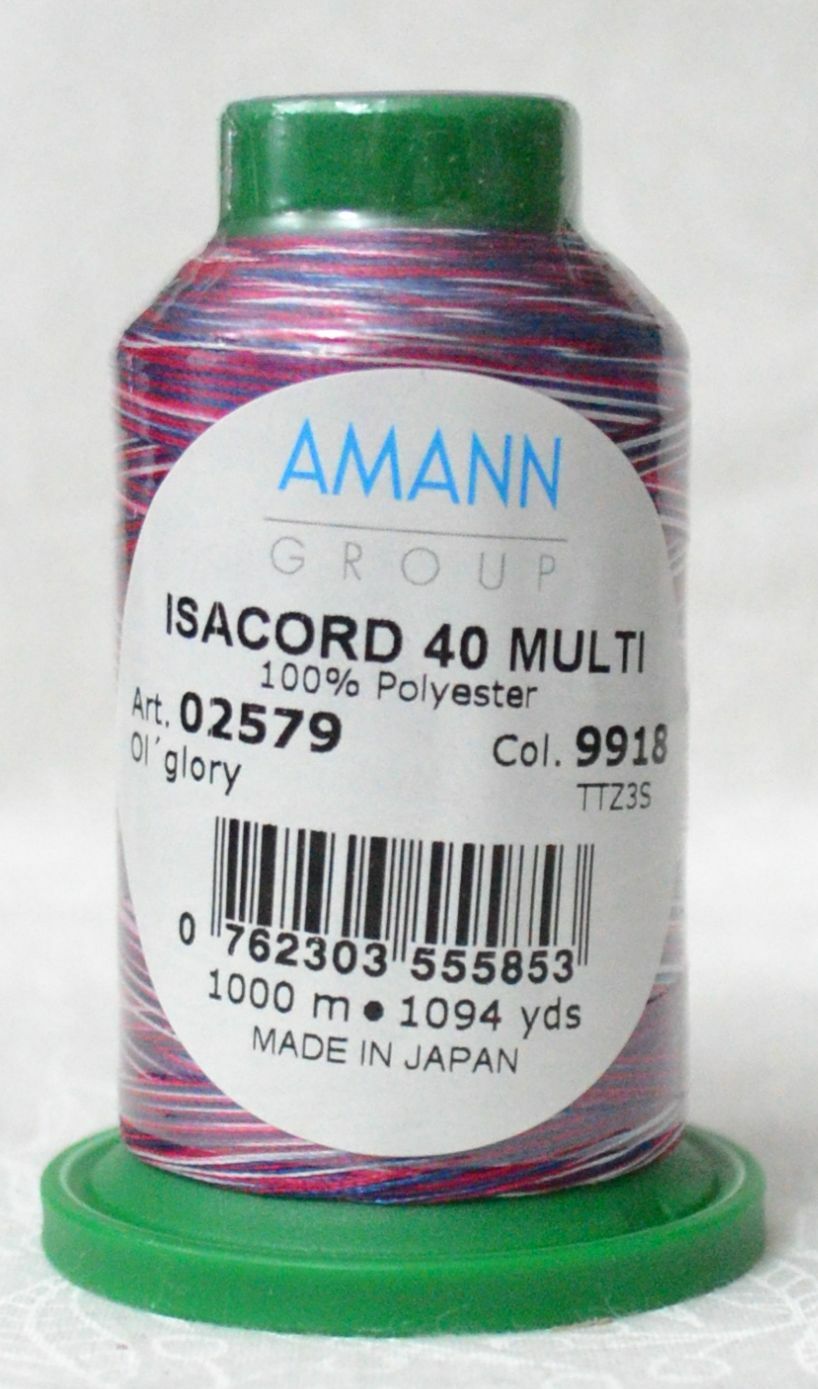 AMANN
GROUP
ISACORD 40 MULTI
100% Polyester
Art. 02579 Col. 9918
Ol´glory TTZ3S
0 762303 555853
1000 m • 1094 yds
MADE IN JAPAN